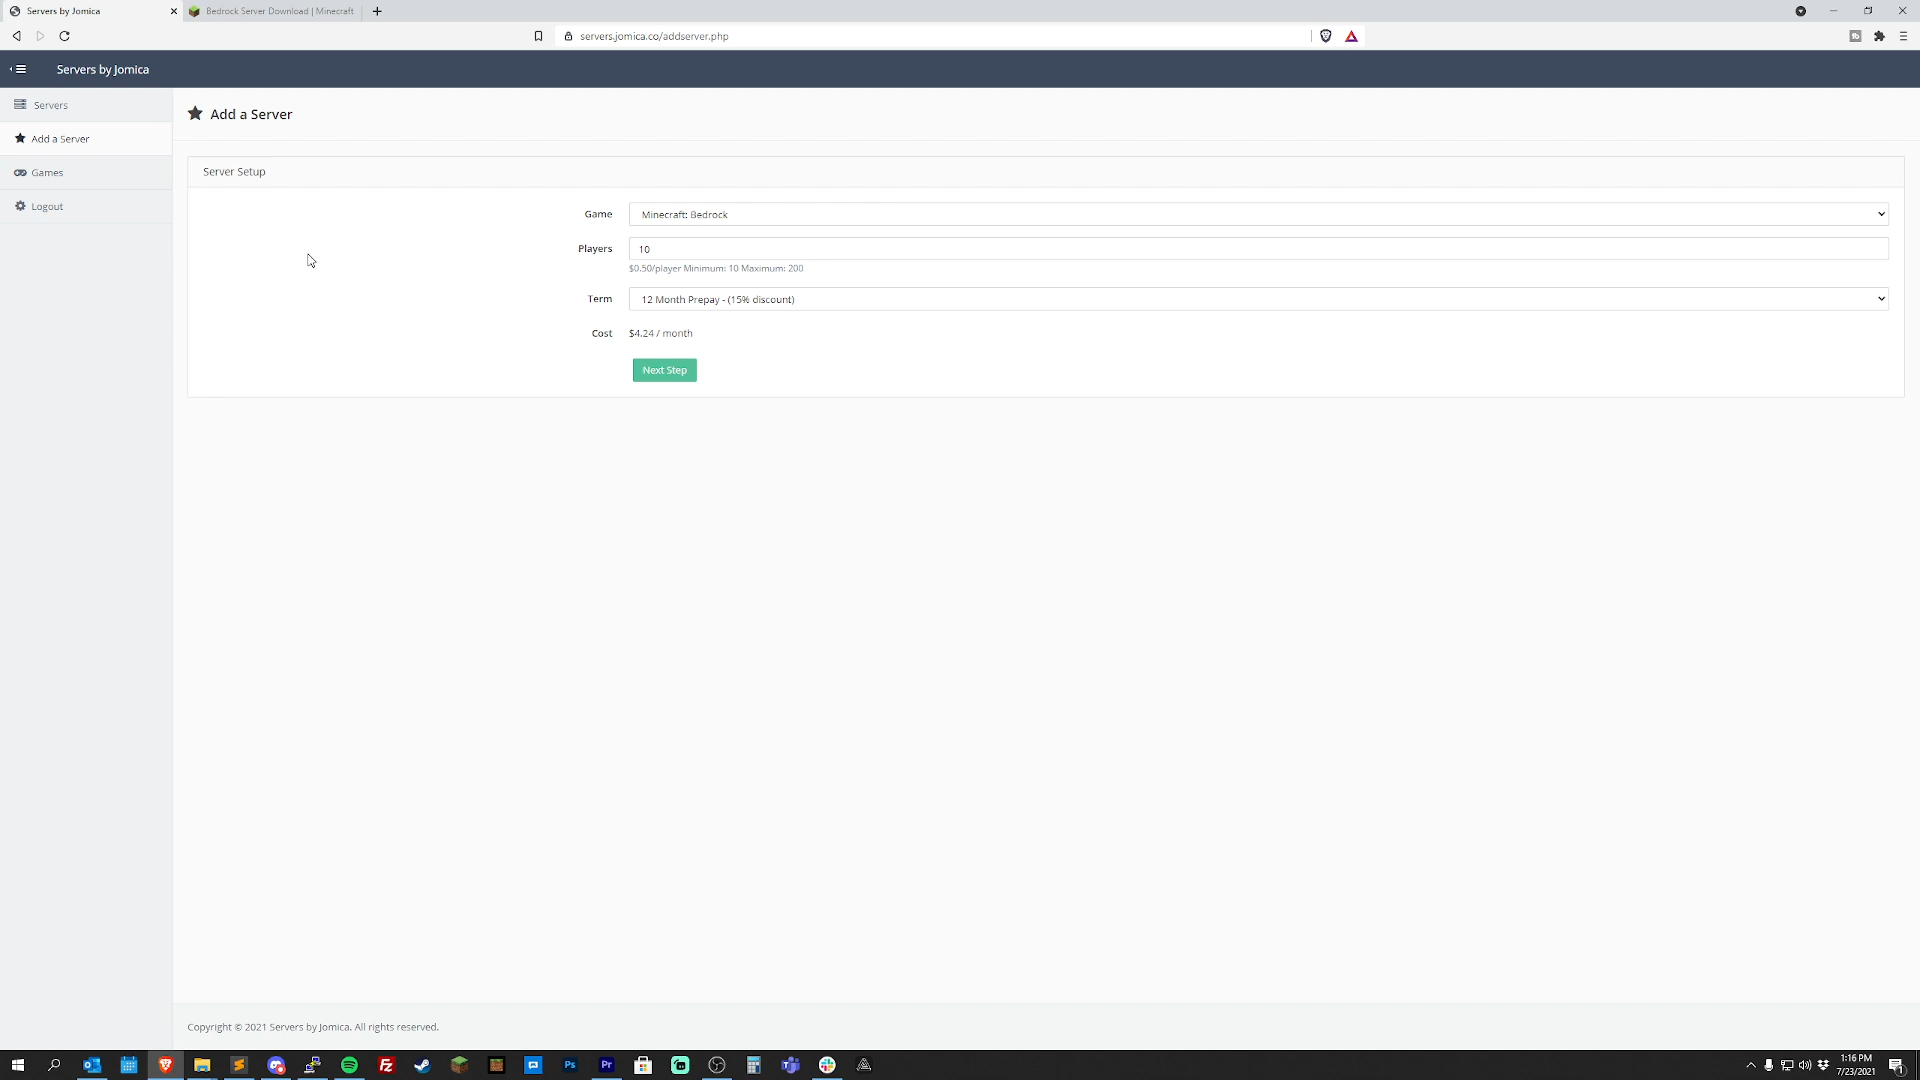 Servers by Jomica
Bedrock Server Download | Minecraft
servers.jomica.co/addserver.php
Servers by Jomica
Servers
Add a Server
Games
Logout
Add a Server
Server Setup
Game
Minecraft: Bedrock
Players
10
$0.50/player Minimum: 10 Maximum: 200
Term
12 Month Prepay - (15% discount)
Cost
$4.24 / month
Next Step
Copyright © 2021 Servers by Jomica. All rights reserved.
Ps
Pr
1:16 PM
7/23/2021
1